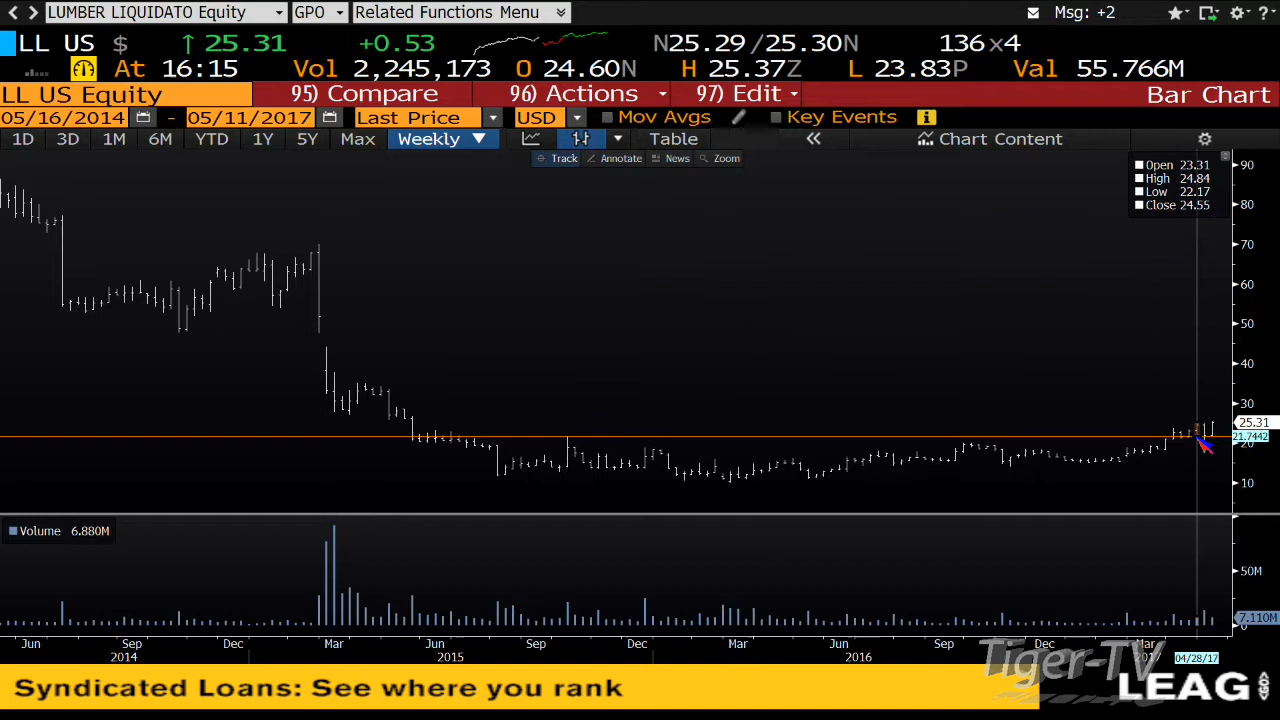 LUMBER LIQUIDATO Equity GPO Related Functions Menu Msg: +2 ?
LL US $ ↑ 25.31 +0.53 N25.29/25.30N 136x4
At 16:15 Vol 2,245,173 O 24.60N H 25.37Z L 23.83P Val 55.766M
LL US Equity 95) Compare 96) Actions 97) Edit Bar Chart
05/16/2014 - 05/11/2017 Last Price USD Mov Avgs Key Events i
1D 3D 1M 6M YTD 1Y 5Y Max Weekly ▼ Table « Chart Content
Track Annotate News Zoom
Open 23.31
High 24.84
Low 22.17
Close 24.55
90
80
70
60
50
40
30
25.31
21.7442
20
10
Volume 6.880M
50M
7.110M
0
Jun Sep Dec Mar Jun Sep Dec Mar Jun Sep Dec Mar
2014 2015 2016 2017 04/28/17
Tiger-TV
Syndicated Loans: See where you rank
LEAG <GO>